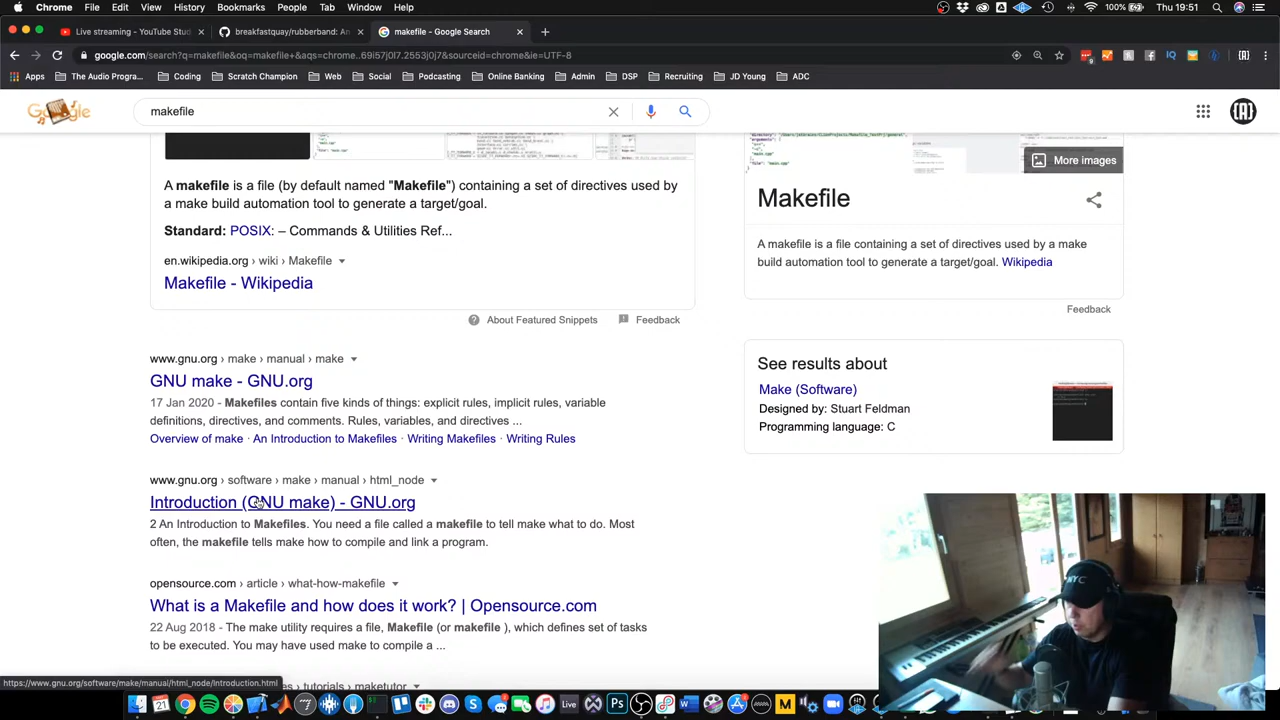 Chrome File Edit View History Bookmarks People Tab Window Help 100% Thu 19:51
Live streaming - YouTube Stud × breakfastquay/rubberband: An × makefile - Google Search × +
google.com/search?q=makefile&oq=makefile+&aqs=chrome..69i57j0l7.2553j0j7&sourceid=chrome&ie=UTF-8
Apps The Audio Progra... Coding Scratch Champion Web Social Podcasting Online Banking Admin DSP Recruiting JD Young ADC
makefile
More images
A makefile is a file (by default named "Makefile") containing a set of directives used by
a make build automation tool to generate a target/goal.
Standard: POSIX: – Commands & Utilities Ref...
en.wikipedia.org › wiki › Makefile
Makefile - Wikipedia
About Featured Snippets Feedback
Makefile
A makefile is a file containing a set of directives used by a make
build automation tool to generate a target/goal. Wikipedia
Feedback
See results about
Make (Software)
Designed by: Stuart Feldman
Programming language: C
www.gnu.org › make › manual › make
GNU make - GNU.org
17 Jan 2020 - Makefiles contain five kinds of things: explicit rules, implicit rules, variable
definitions, directives, and comments. Rules, variables, and directives ...
Overview of make · An Introduction to Makefiles · Writing Makefiles · Writing Rules
www.gnu.org › software › make › manual › html_node
Introduction (GNU make) - GNU.org
2 An Introduction to Makefiles. You need a file called a makefile to tell make what to do. Most
often, the makefile tells make how to compile and link a program.
opensource.com › article › what-how-makefile
What is a Makefile and how does it work? | Opensource.com
22 Aug 2018 - The make utility requires a file, Makefile (or makefile ), which defines set of tasks
to be executed. You may have used make to compile a ...
https://www.gnu.org/software/make/manual/html_node/Introduction.html
› tutorials › maketutor
NYC